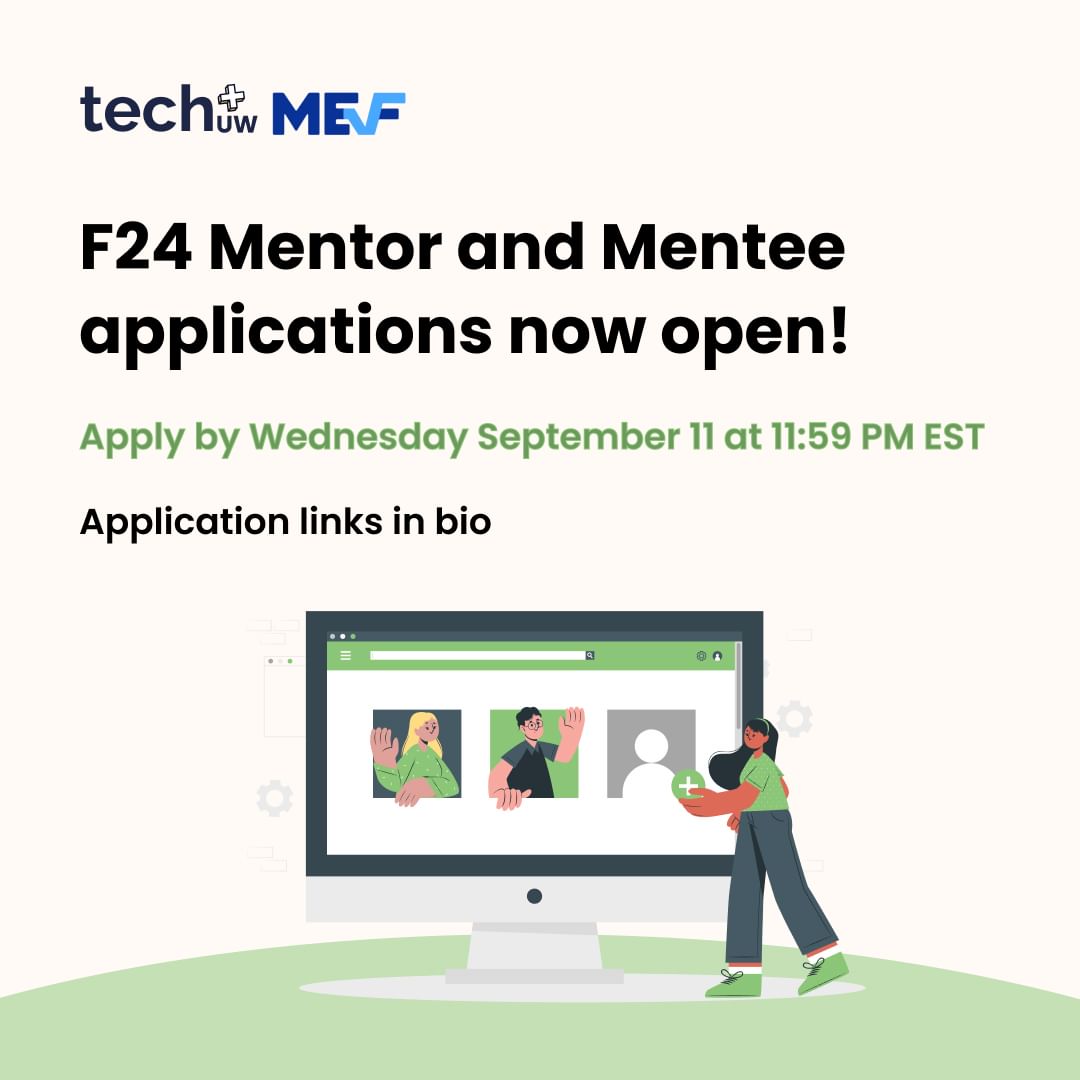 tech+UW MEVF
F24 Mentor and Mentee
applications now open!
Apply by Wednesday September 11 at 11:59 PM EST
Application links in bio